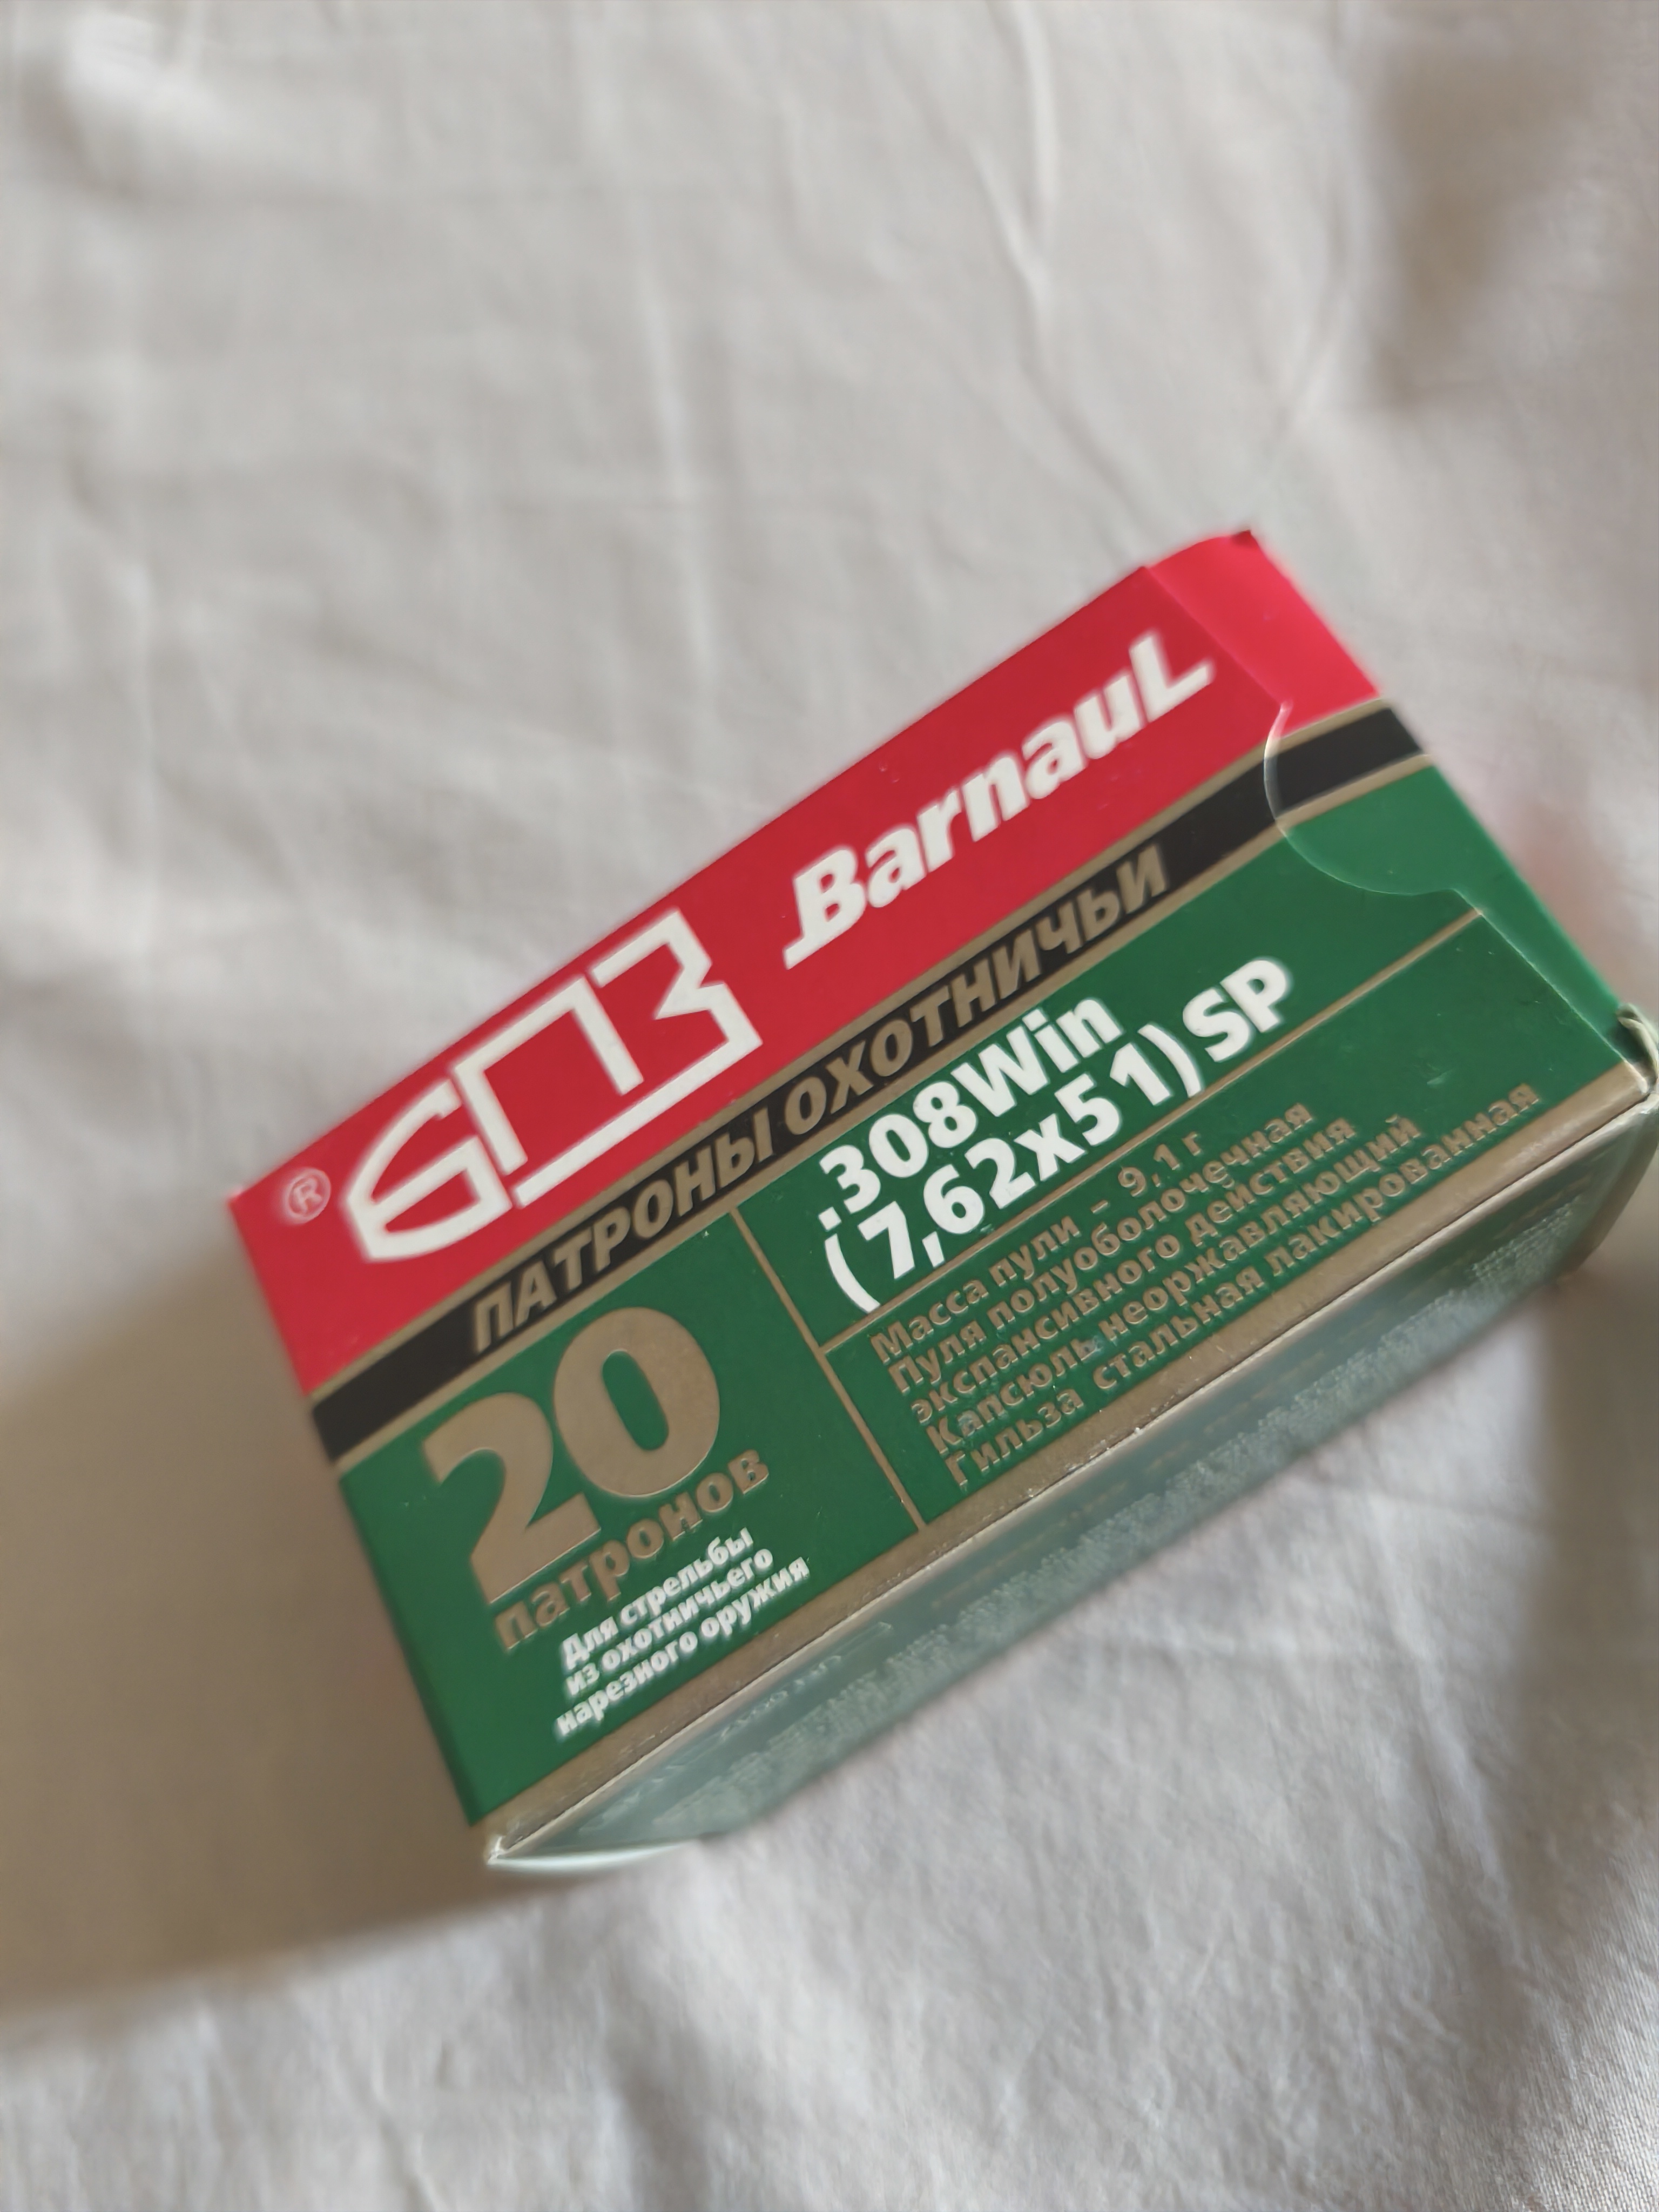 ® БПЗ Barnaul
ПАТРОНЫ ОХОТНИЧЬИ
20
патронов
Для стрельбы
из охотничьего
нарезного оружия
.308Win
(7,62x51) SP
Масса пули – 9,1 г
Пуля полуоболочечная
экспансивного действия
Капсюль неоржавляющий
Гильза стальная лакированная